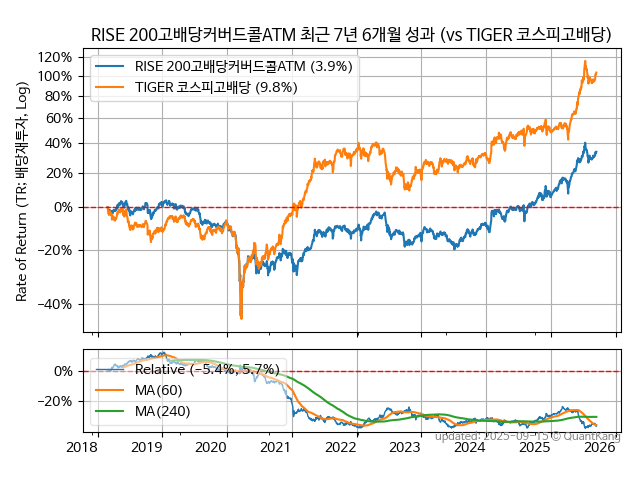 RISE 200고배당커버드콜ATM 최근 7년 6개월 성과 (vs TIGER 코스피고배당)
RISE 200고배당커버드콜ATM (3.9%)
TIGER 코스피고배당 (9.8%)
Rate of Return (TR: 배당재투자, Log)
120%
100%
80%
60%
40%
20%
0%
−20%
−40%
Relative (−5.4%, 5.7%)
MA(60)
MA(240)
0%
−20%
updated: 2025-09-15 © QuantKang
2018 2019 2020 2021 2022 2023 2024 2025 2026